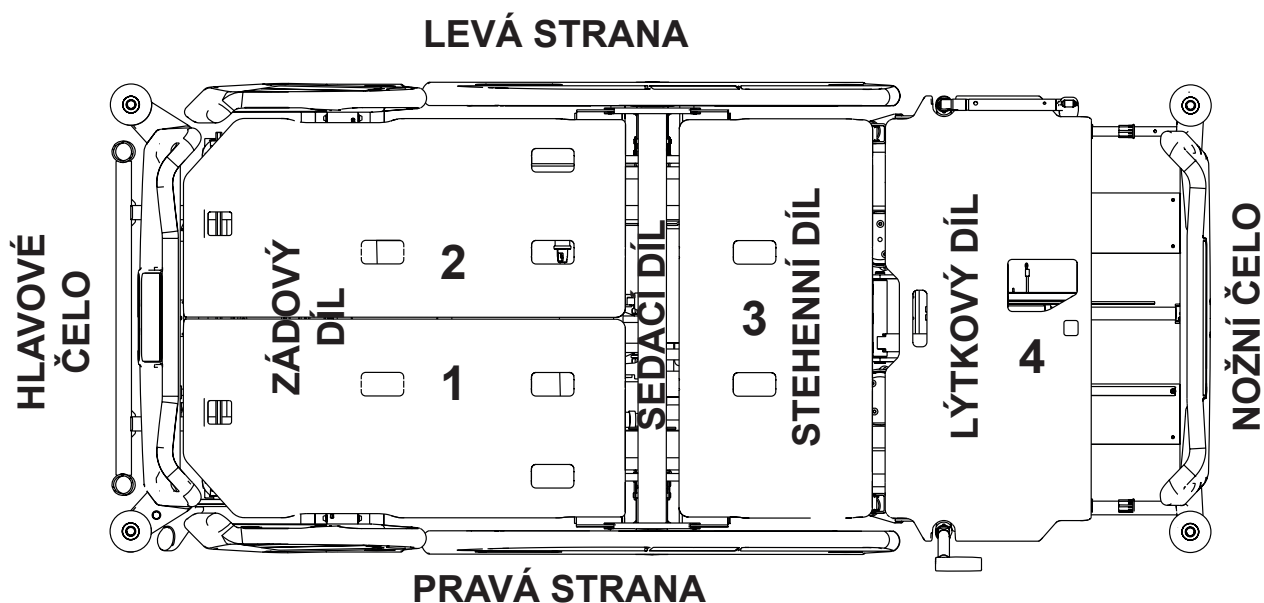 LEVÁ STRANA
HLAVOVÉ
ČELO
ZÁDOVÝ
DÍL
2
1
SEDACÍ DÍL
3
STEHENNÍ DÍL
LÝTKOVÝ DÍL
4
NOŽNÍ ČELO
PRAVÁ STRANA